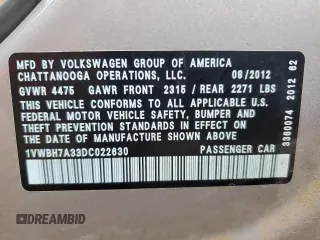 MFD BY VOLKSWAGEN GROUP OF AMERICA
CHATTANOOGA OPERATIONS, LLC. 08/2012
GVWR 4475 GAWR FRONT 2315 / REAR 2271 LBS
THIS VEHICLE CONFORMS TO ALL APPLICABLE U.S.
FEDERAL MOTOR VEHICLE SAFETY, BUMPER, AND
THEFT PREVENTION STANDARDS IN EFFECT ON THE
DATE OF MANUFACTURE SHOWN ABOVE.
1VWBH7A33DC022630 PASSENGER CAR
3360074 2012 62